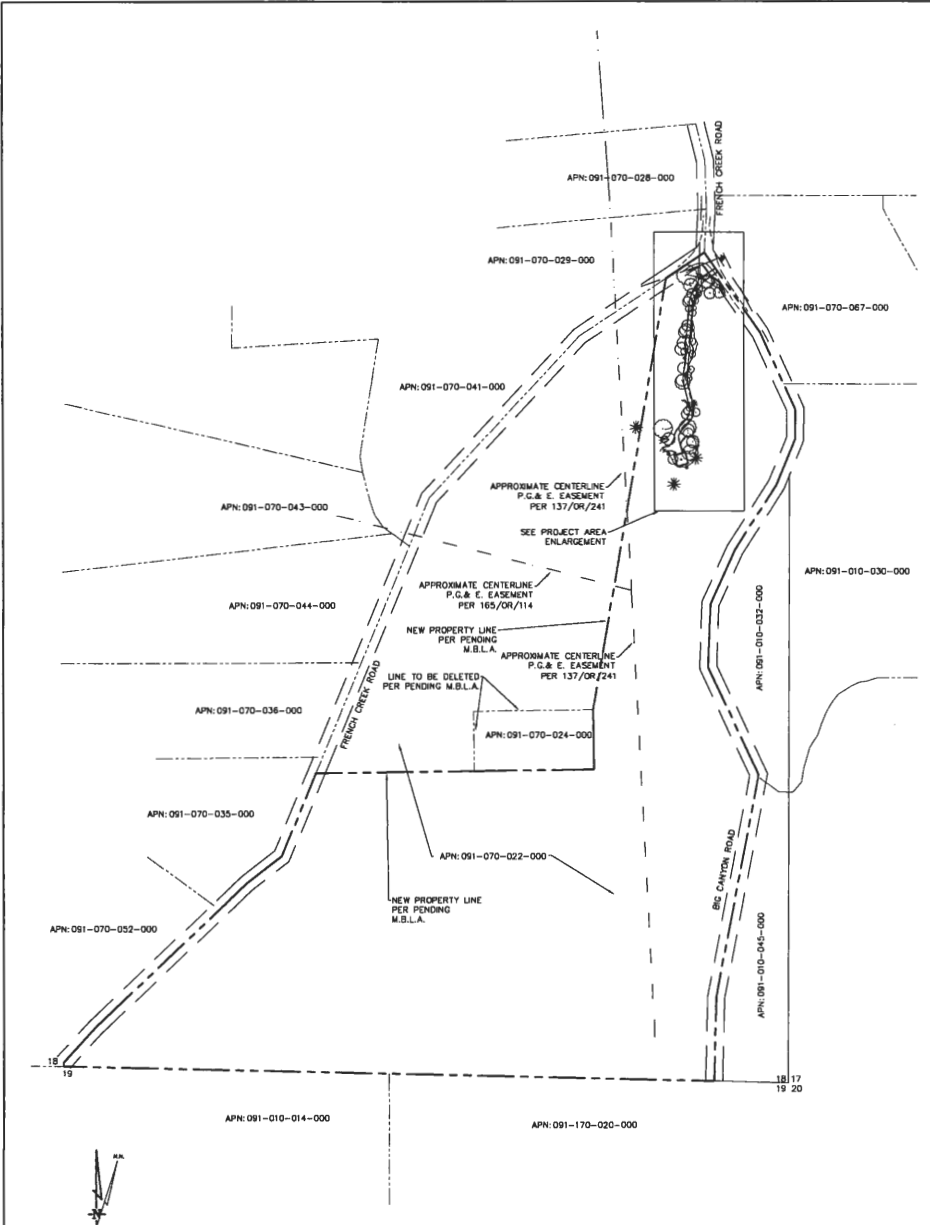 FRENCH CREEK ROAD
APN: 091-070-028-000
APN: 091-070-029-000
APN: 091-070-067-000
APN: 091-070-041-000
APPROXIMATE CENTERLINE
P.G.& E. EASEMENT
PER 137/OR/241
APN: 091-070-043-000
SEE PROJECT AREA
ENLARGEMENT
APN: 091-010-030-000
APN: 091-070-044-000
APPROXIMATE CENTERLINE
P.G.& E. EASEMENT
PER 165/OR/114
APN: 091-010-032-000
NEW PROPERTY LINE
PER PENDING
M.B.L.A.
APPROXIMATE CENTERLINE
P.G.& E. EASEMENT
PER 137/OR/241
LINE TO BE DELETED
PER PENDING M.B.L.A.
FRENCH CREEK ROAD
APN: 091-070-036-000
APN: 091-070-024-000
APN: 091-070-035-000
APN: 091-070-022-000
BIG CANYON ROAD
NEW PROPERTY LINE
PER PENDING
M.B.L.A.
APN: 091-070-052-000
APN: 091-010-045-000
18
19
18 17
19 20
APN: 091-010-014-000
APN: 091-170-020-000
M.N.
N